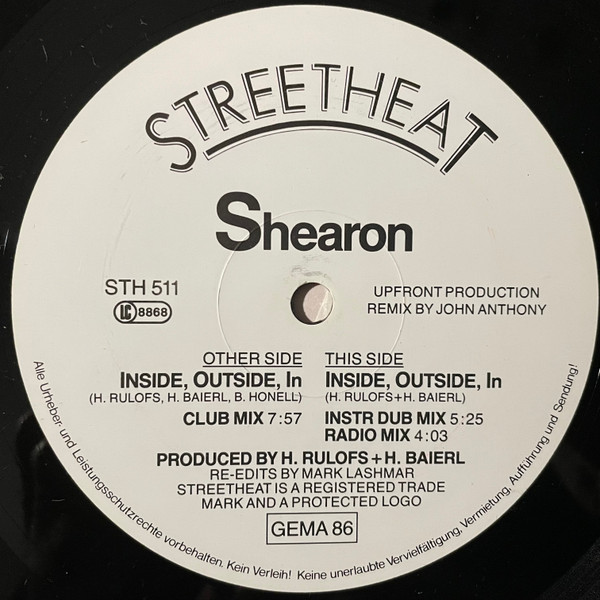 STREETHEAT
Shearon
STH 511
LC 8868
UPFRONT PRODUCTION
REMIX BY JOHN ANTHONY
OTHER SIDE
INSIDE, OUTSIDE, In
(H. RULOFS, H. BAIERL, B. HONELL)
CLUB MIX 7:57
THIS SIDE
INSIDE, OUTSIDE, In
(H. RULOFS+H. BAIERL)
INSTR DUB MIX 5:25
RADIO MIX 4:03
PRODUCED BY H. RULOFS + H. BAIERL
RE-EDITS BY MARK LASHMAR
STREETHEAT IS A REGISTERED TRADE
MARK AND A PROTECTED LOGO
GEMA 86
Alle Urheber- und Leistungsschutzrechte vorbehalten. Kein Verleih! Keine unerlaubte Vervielfältigung, Vermietung, Aufführung und Sendung!